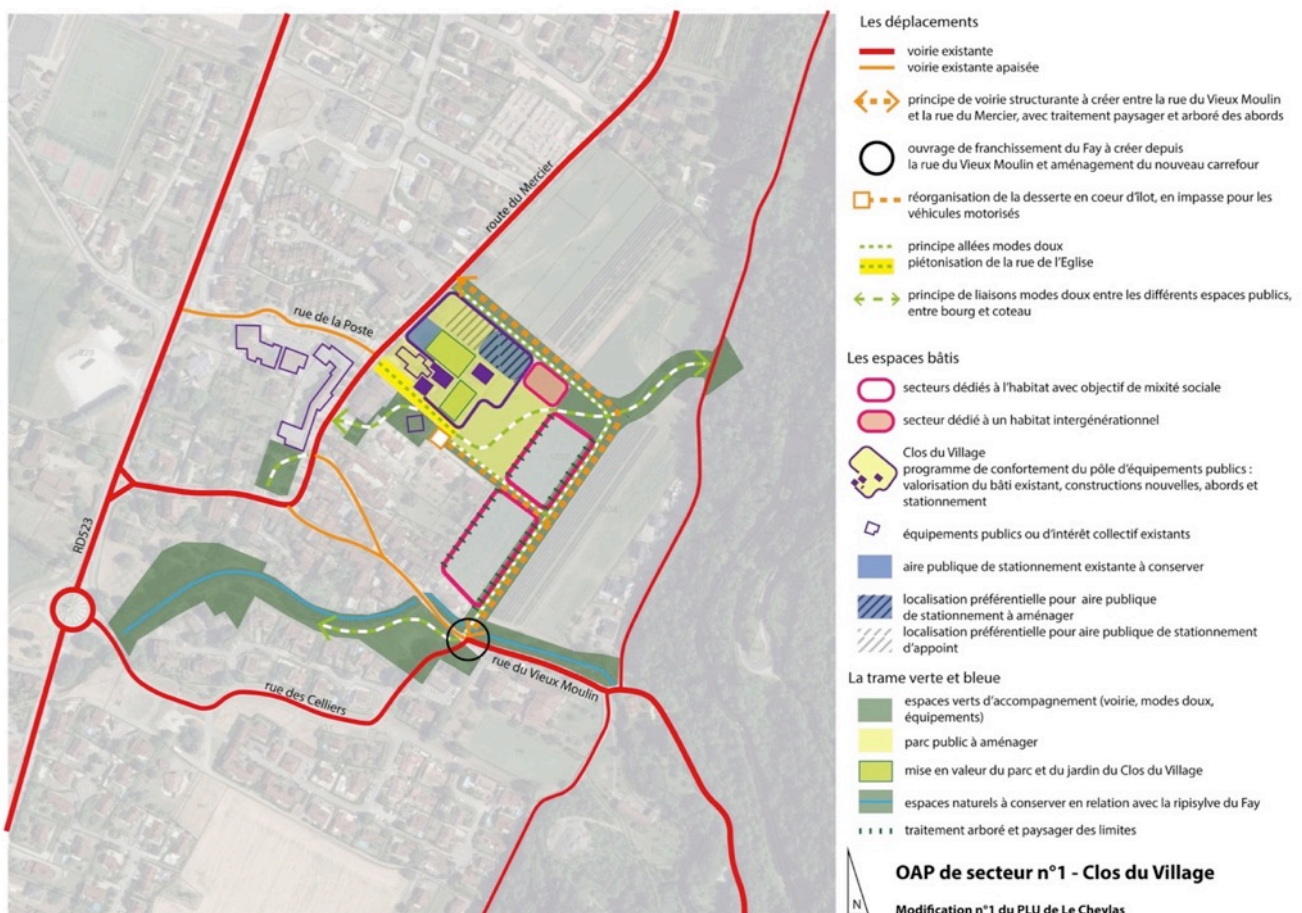 route du Mercier
rue de la Poste
RD523
rue du Vieux Moulin
rue des Celliers
Les déplacements
voirie existante
voirie existante apaisée
principe de voirie structurante à créer entre la rue du Vieux Moulin
et la rue du Mercier, avec traitement paysager et arboré des abords
ouvrage de franchissement du Fay à créer depuis
la rue du Vieux Moulin et aménagement du nouveau carrefour
réorganisation de la desserte en coeur d'îlot, en impasse pour les
véhicules motorisés
principe allées modes doux
piétonisation de la rue de l'Eglise
principe de liaisons modes doux entre les différents espaces publics,
entre bourg et coteau
Les espaces bâtis
secteurs dédiés à l'habitat avec objectif de mixité sociale
secteur dédié à un habitat intergénérationnel
Clos du Village
programme de confortement du pôle d'équipements publics :
valorisation du bâti existant, constructions nouvelles, abords et
stationnement
équipements publics ou d'intérêt collectif existants
aire publique de stationnement existante à conserver
localisation préférentielle pour aire publique
de stationnement à aménager
localisation préférentielle pour aire publique de stationnement
d'appoint
La trame verte et bleue
espaces verts d'accompagnement (voirie, modes doux,
équipements)
parc public à aménager
mise en valeur du parc et du jardin du Clos du Village
espaces naturels à conserver en relation avec la ripisylve du Fay
traitement arboré et paysager des limites
OAP de secteur n°1 - Clos du Village
N
Modification n°1 du PLU de Le Cheylas